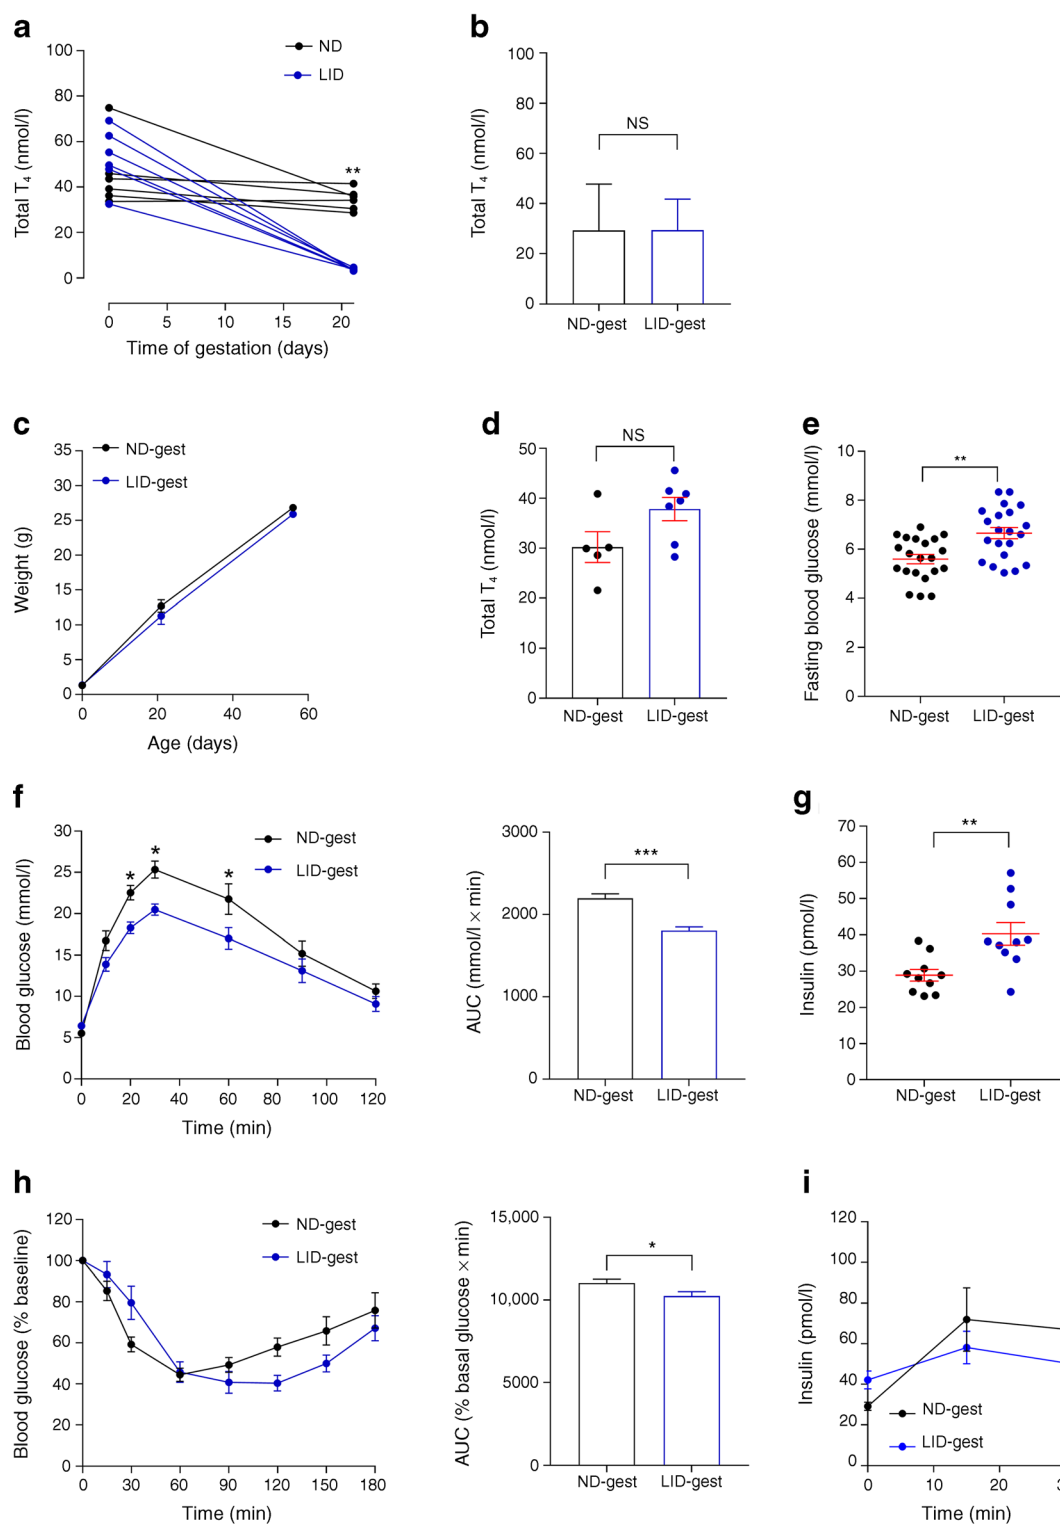 a
ND
LID
Total T4 (nmol/l)
100
80
60
40
20
0
**
0 5 10 15 20
Time of gestation (days)
b
Total T4 (nmol/l)
100
80
60
40
20
0
NS
ND-gest LID-gest
c
ND-gest
LID-gest
Weight (g)
35
30
25
20
15
10
5
0
0 20 40 60
Age (days)
d
Total T4 (nmol/l)
50
40
30
20
10
0
NS
ND-gest LID-gest
e
Fasting blood glucose (mmol/l)
10
8
6
4
2
0
**
ND-gest LID-gest
f
ND-gest
LID-gest
Blood glucose (mmol/l)
30
25
20
15
10
5
0
* * *
0 20 40 60 80 100 120
Time (min)
AUC (mmol/l × min)
3000
2000
1000
0
***
ND-gest LID-gest
g
Insulin (pmol/l)
70
60
50
40
30
20
10
0
**
ND-gest LID-gest
h
ND-gest
LID-gest
Blood glucose (% baseline)
120
100
80
60
40
20
0
0 30 60 90 120 150 180
Time (min)
AUC (% basal glucose × min)
15,000
10,000
5000
0
*
ND-gest LID-gest
i
Insulin (pmol/l)
120
100
80
60
40
20
0
ND-gest
LID-gest
0 10 20
Time (min)